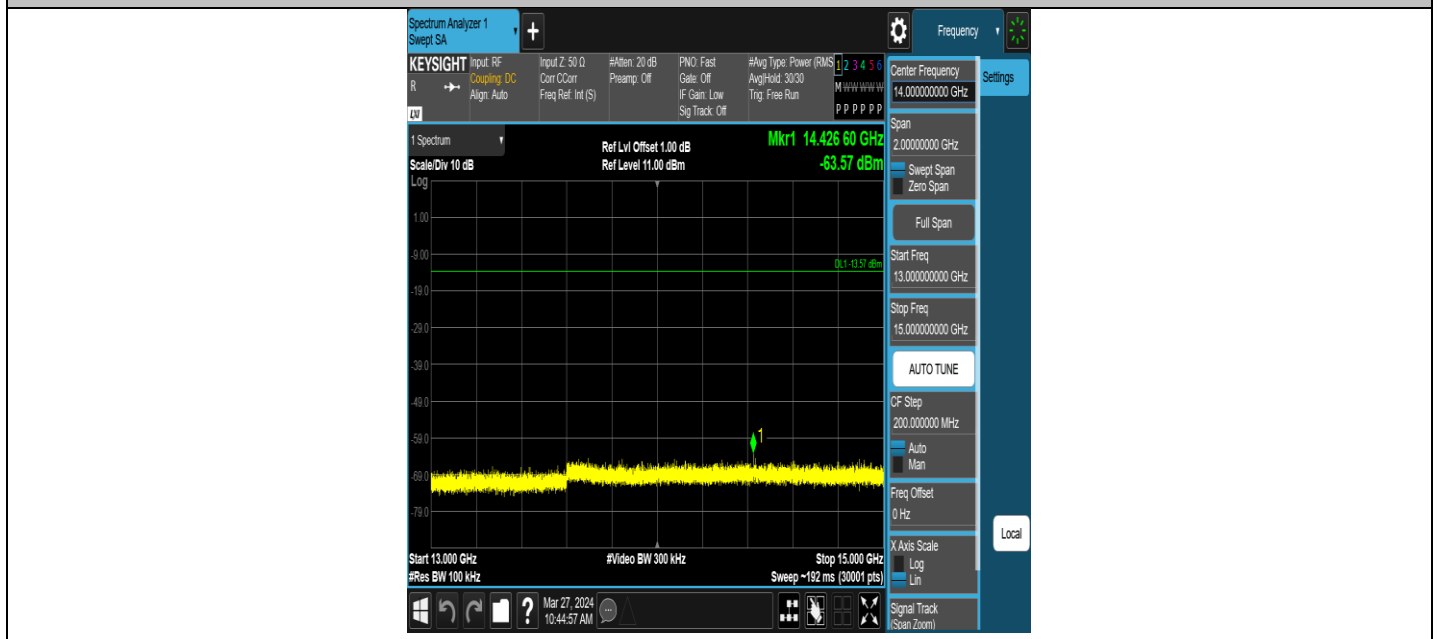 Spectrum Analyzer 1
Swept SA
+
Frequency
KEYSIGHT
R
LXI
Input: RF
Coupling: DC
Align: Auto
Input Z: 50 Ω
Corr CCorr
Freq Ref: Int (S)
#Atten: 20 dB
Preamp: Off
PNO: Fast
Gate: Off
IF Gain: Low
Sig Track: Off
#Avg Type: Power (RMS
Avg|Hold: 30/30
Trig: Free Run
1 2 3 4 5 6
M W W W W W
P P P P P P
1 Spectrum
Scale/Div 10 dB
Log
Ref Lvl Offset 1.00 dB
Ref Level 11.00 dBm
Mkr1 14.426 60 GHz
-63.57 dBm
1.00
-9.00
DL1 -13.57 dBm
-19.0
-29.0
-39.0
-49.0
-59.0
1
-69.0
-79.0
Start 13.000 GHz
#Res BW 100 kHz
#Video BW 300 kHz
Stop 15.000 GHz
Sweep ~192 ms (30001 pts)
Center Frequency
14.00000000 GHz
Settings
Span
2.00000000 GHz
Swept Span
Zero Span
Full Span
Start Freq
13.000000000 GHz
Stop Freq
15.000000000 GHz
AUTO TUNE
CF Step
200.000000 MHz
Auto
Man
Freq Offset
0 Hz
Local
X Axis Scale
Log
Lin
Signal Track
(Span Zoom)
?
Mar 27, 2024
10:44:57 AM